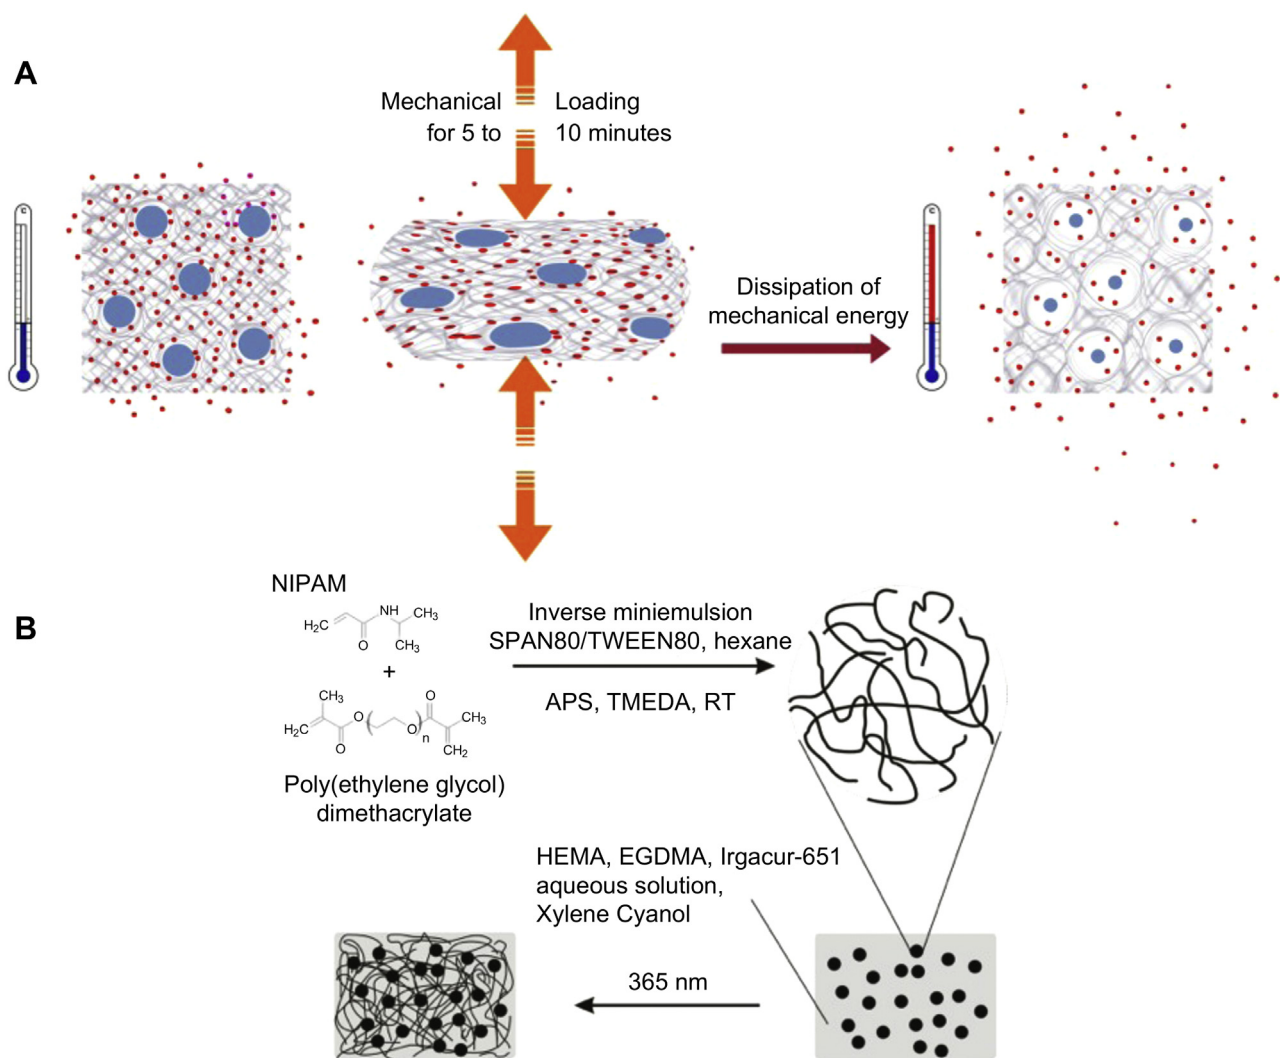 A
Mechanical Loading
for 5 to 10 minutes
C
C
Dissipation of
mechanical energy
B
NIPAM
H₂C
O
NH
CH₃
CH₃
+
H₂C
CH₃
O
O
O
n
O
CH₃
CH₂
Poly(ethylene glycol)
dimethacrylate
Inverse miniemulsion
SPAN80/TWEEN80, hexane
APS, TMEDA, RT
HEMA, EGDMA, Irgacur-651
aqueous solution,
Xylene Cyanol
365 nm